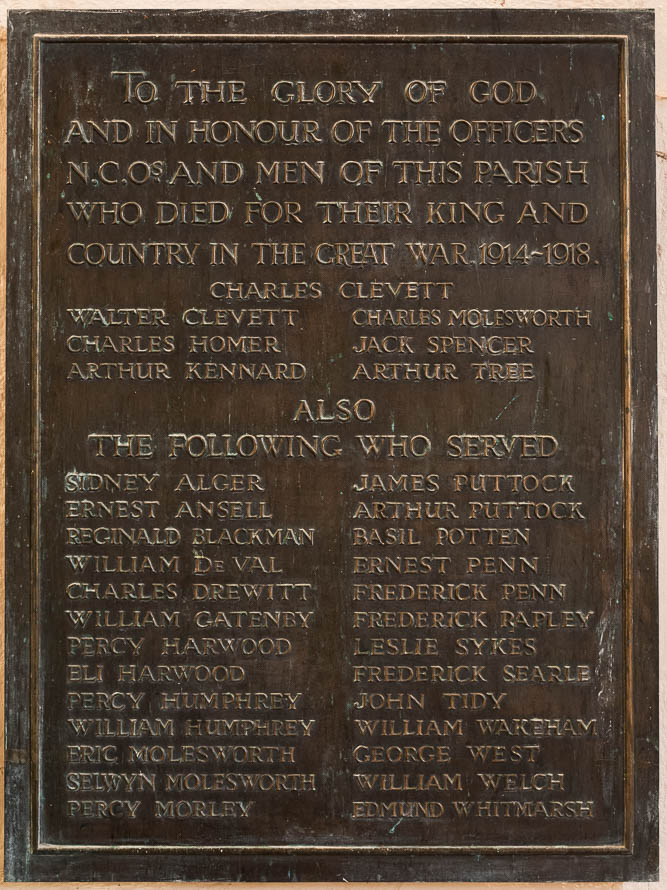 TO THE GLORY OF GOD
AND IN HONOUR OF THE OFFICERS
N.C.Os AND MEN OF THIS PARISH
WHO DIED FOR THEIR KING AND
COUNTRY IN THE GREAT WAR.1914~1918.
CHARLES CLEVETT
WALTER CLEVETT
CHARLES HOMER
ARTHUR KENNARD
CHARLES MOLESWORTH
JACK SPENCER
ARTHUR TREE
ALSO
THE FOLLOWING WHO SERVED
SIDNEY ALGER
ERNEST ANSELL
REGINALD BLACKMAN
WILLIAM DE VAL
CHARLES DREWITT
WILLIAM GATENBY
PERCY HARWOOD
ELI HARWOOD
PERCY HUMPHREY
WILLIAM HUMPHREY
ERIC MOLESWORTH
SELWYN MOLESWORTH
PERCY MORLEY
JAMES PUTTOCK
ARTHUR PUTTOCK
BASIL POTTEN
ERNEST PENN
FREDERICK PENN
FREDERICK RAPLEY
LESLIE SYKES
FREDERICK SEARLE
JOHN TIDY
WILLIAM WAKEHAM
GEORGE WEST
WILLIAM WELCH
EDMUND WHITMARSH